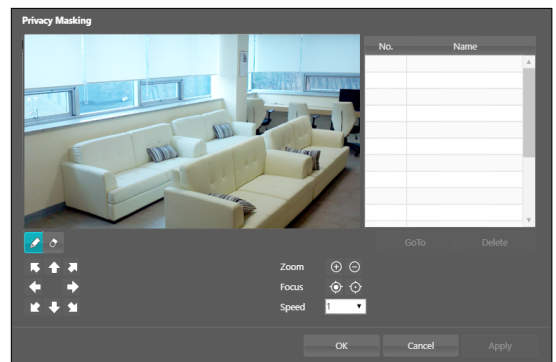 Privacy Masking
No. Name
GoTo Delete
Zoom
Focus
Speed 1
OK Cancel Apply